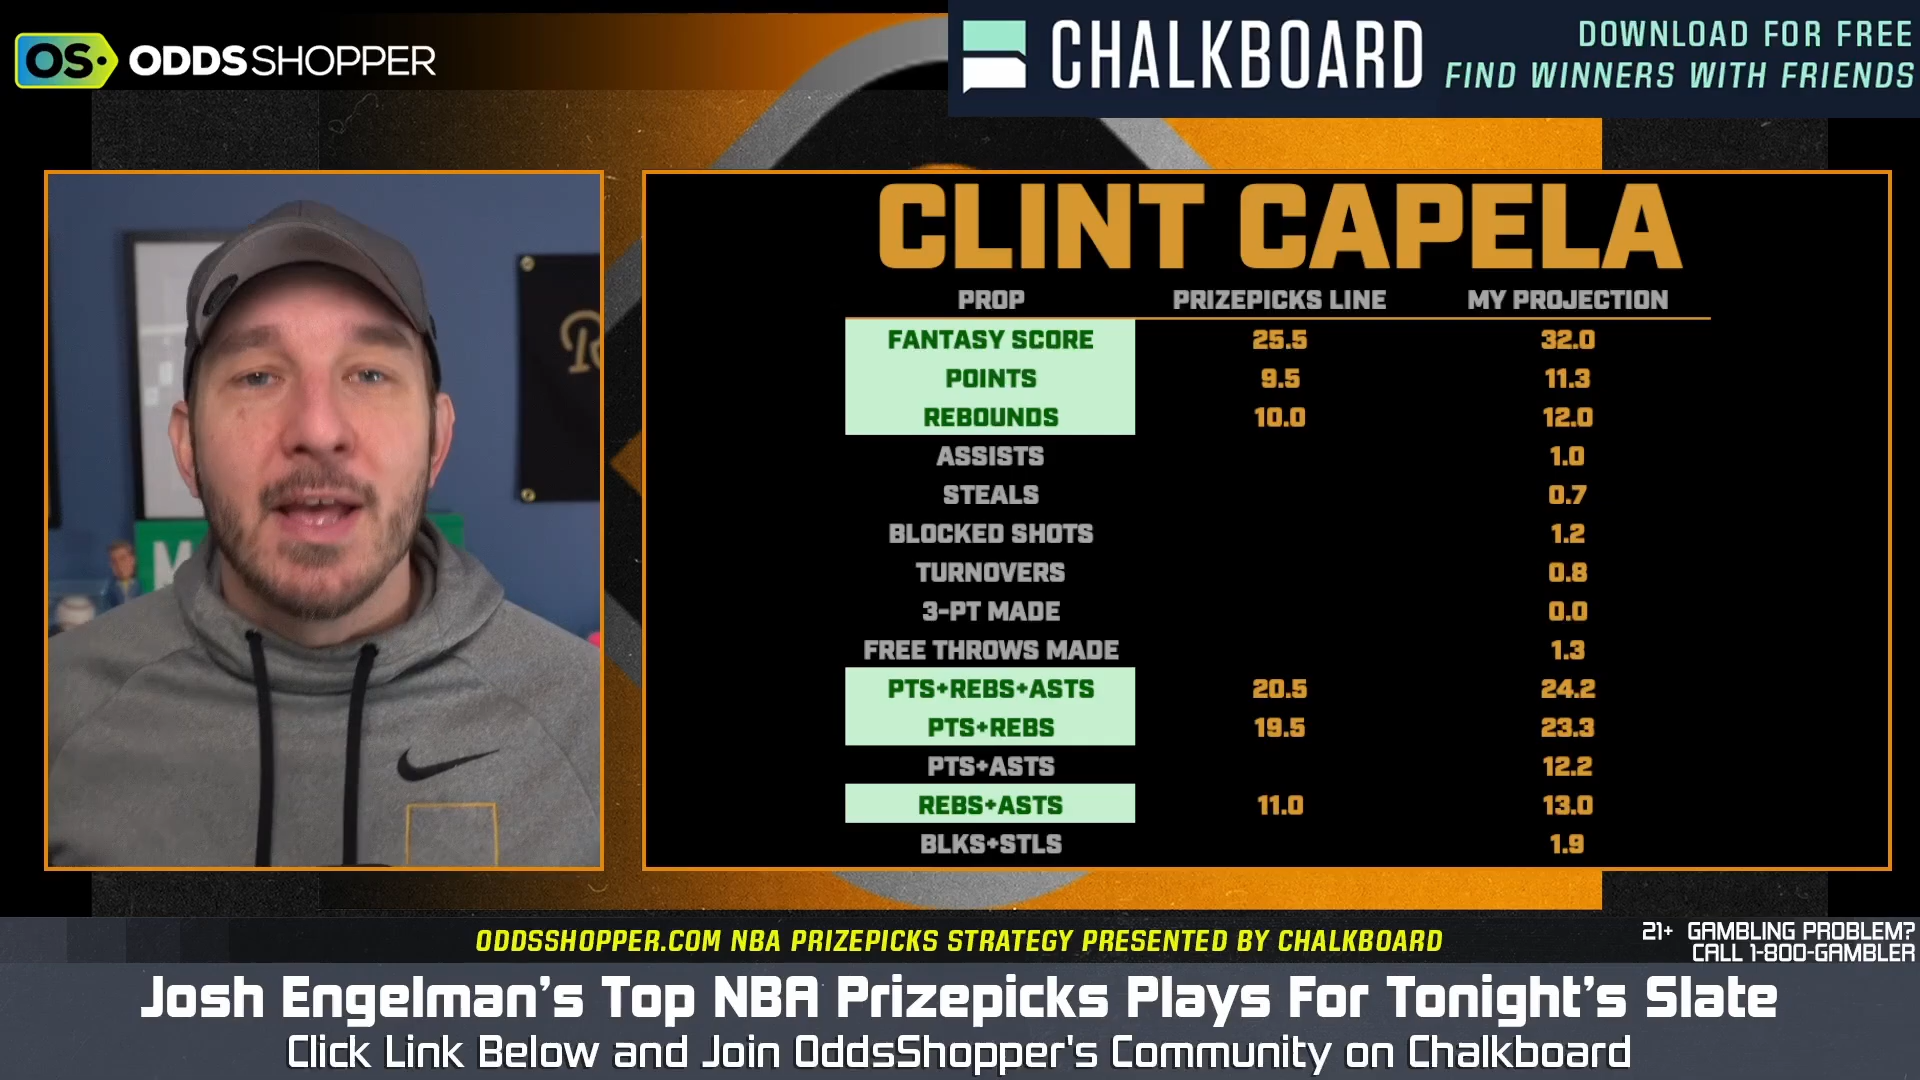 OS ODDSSHOPPER
CHALKBOARD
DOWNLOAD FOR FREE
FIND WINNERS WITH FRIENDS
CLINT CAPELA
PROP PRIZEPICKS LINE MY PROJECTION
FANTASY SCORE 25.5 32.0
POINTS 9.5 11.3
REBOUNDS 10.0 12.0
ASSISTS 1.0
STEALS 0.7
BLOCKED SHOTS 1.2
TURNOVERS 0.8
3-PT MADE 0.0
FREE THROWS MADE 1.3
PTS+REBS+ASTS 20.5 24.2
PTS+REBS 19.5 23.3
PTS+ASTS 12.2
REBS+ASTS 11.0 13.0
BLKS+STLS 1.9
ODDSSHOPPER.COM NBA PRIZEPICKS STRATEGY PRESENTED BY CHALKBOARD
21+ GAMBLING PROBLEM?
CALL 1-800-GAMBLER
Josh Engelman's Top NBA Prizepicks Plays For Tonight's Slate
Click Link Below and Join OddsShopper's Community on Chalkboard